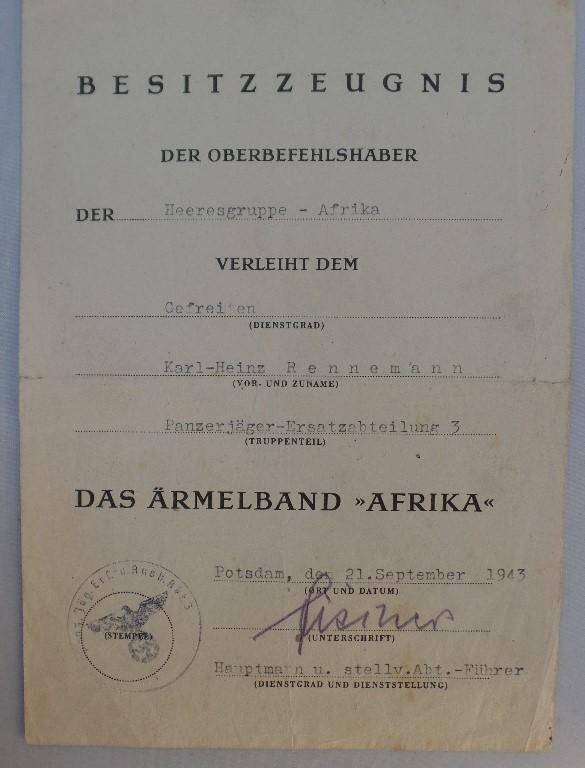 BESITZZEUGNIS
DER OBERBEFEHLSHABER
DER Heeresgruppe - Afrika
VERLEIHT DEM
Gefreiten
(DIENSTGRAD)
Karl-Heinz Rennemann
(VOR- UND ZUNAME)
Panzerjäger-Ersatzabteilung 3
(TRUPPENTEIL)
DAS ÄRMELBAND »AFRIKA«
Potsdam, den 21.September 1943
(ORT UND DATUM)
(STEMPEL)
(UNTERSCHRIFT)
Hauptmann u. stellv.Abt.-Führer
(DIENSTGRAD UND DIENSTSTELLUNG)